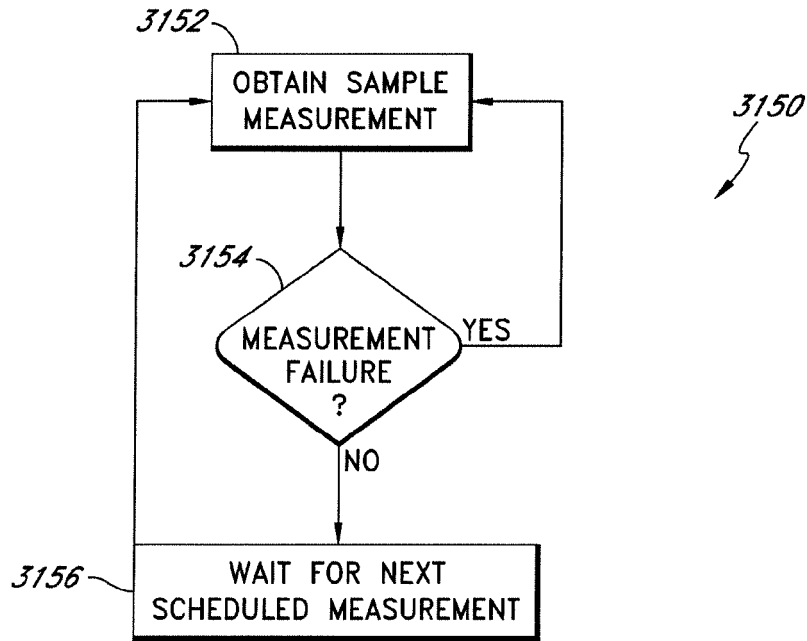 3152
OBTAIN SAMPLE
MEASUREMENT
3150
3154
MEASUREMENT
FAILURE
?
YES
NO
3156
WAIT FOR NEXT
SCHEDULED MEASUREMENT